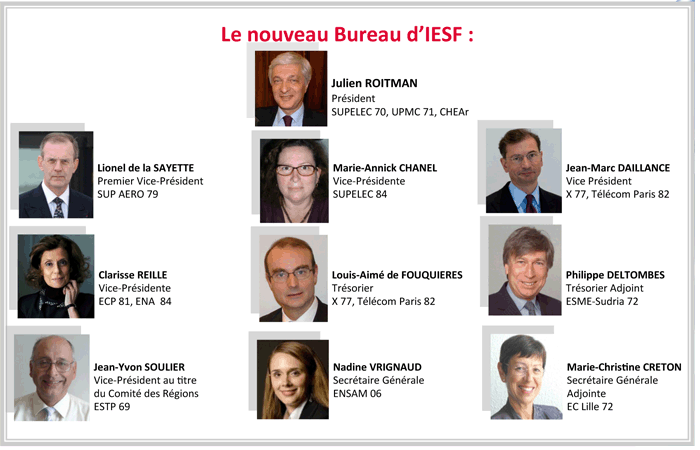 Le nouveau Bureau d'IESF :
Julien ROITMAN
Président
SUPELEC 70, UPMC 71, CHEAr
Lionel de la SAYETTE
Premier Vice-Président
SUP AERO 79
Marie-Annick CHANEL
Vice-Présidente
SUPELEC 84
Jean-Marc DAILLANCE
Vice Président
X 77, Télécom Paris 82
Clarisse REILLE
Vice-Présidente
ECP 81, ENA 84
Louis-Aimé de FOUQUIERES
Trésorier
X 77, Télécom Paris 82
Philippe DELTOMBES
Trésorier Adjoint
ESME-Sudria 72
Jean-Yvon SOULIER
Vice-Président au titre
du Comité des Régions
ESTP 69
Nadine VRIGNAUD
Secrétaire Générale
ENSAM 06
Marie-Christine CRETON
Secrétaire Générale
Adjointe
EC Lille 72